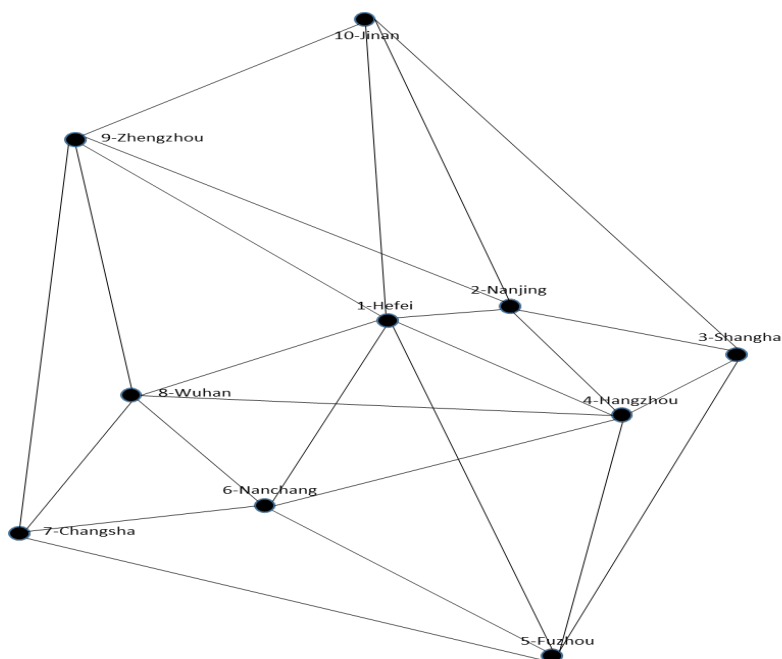 10-Jinan
9-Zhengzhou
2-Nanjing
1-Hefei
3-Shangha
8-Wuhan
4-Hangzhou
6-Nanchang
7-Changsha
5-Fuzhou